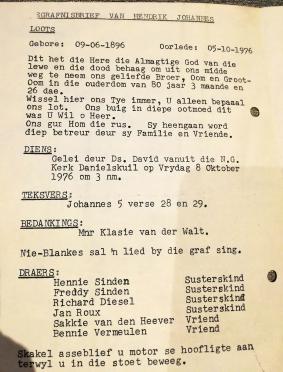 BEGRAFNISBRIEF VAN HENDRIK JOHANNES
LOOTS
Gebore: 09-06-1896 Oorlede: 05-10-1976
Dit het die Here die Almagtige God van die
lewe en die dood behaag om uit ons midde
weg te neem ons geliefde Broer, Oom en Groot-
Oom in die ouderdom van 80 jaar 3 maande en
26 dae.
Wissel hier ons Tye immer, U alleen bepaal
ons lot. Ons buig in diepe ootmoed dit
was U Wil o Heer.
Ons gun Hom die rus. Sy heengaan word
diep betreur deur sy Familie en Vriende.
DIENS:
Gelei deur Ds. David vanuit die N.G.
Kerk Danielskuil op Vrydag 8 Oktober
1976 om 3 nm.
TEKSVERS:
Johannes 5 verse 28 en 29.
BEDANKINGS:
Mnr Klasie van der Walt.
Nie-Blankes sal 'n lied by die graf sing.
DRAERS:
Hennie Sinden Susterskind
Freddy Sinden Susterskind
Richard Diesel Susterskind
Jan Roux Susterskind
Sakkie van den Heever Vriend
Bennie Vermeulen Vriend
Skakel asseblief u motor se hoofligte aan
terwyl u in die stoet beweeg.